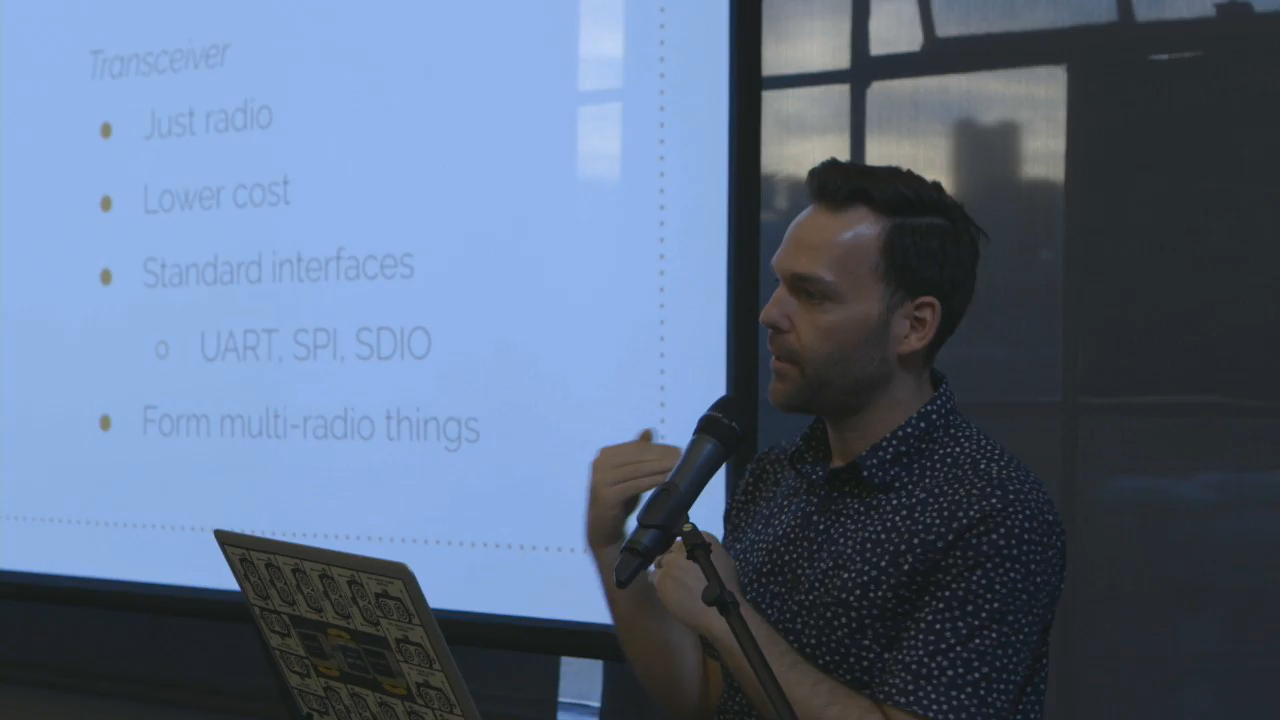 Transceiver
Just radio
Lower cost
Standard interfaces
UART, SPI, SDIO
Form multi-radio things